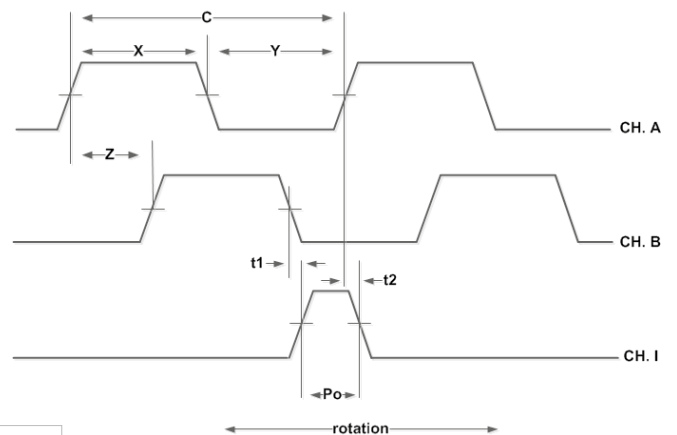 C
X
Y
CH. A
Z
CH. B
t1
t2
CH. I
Po
rotation